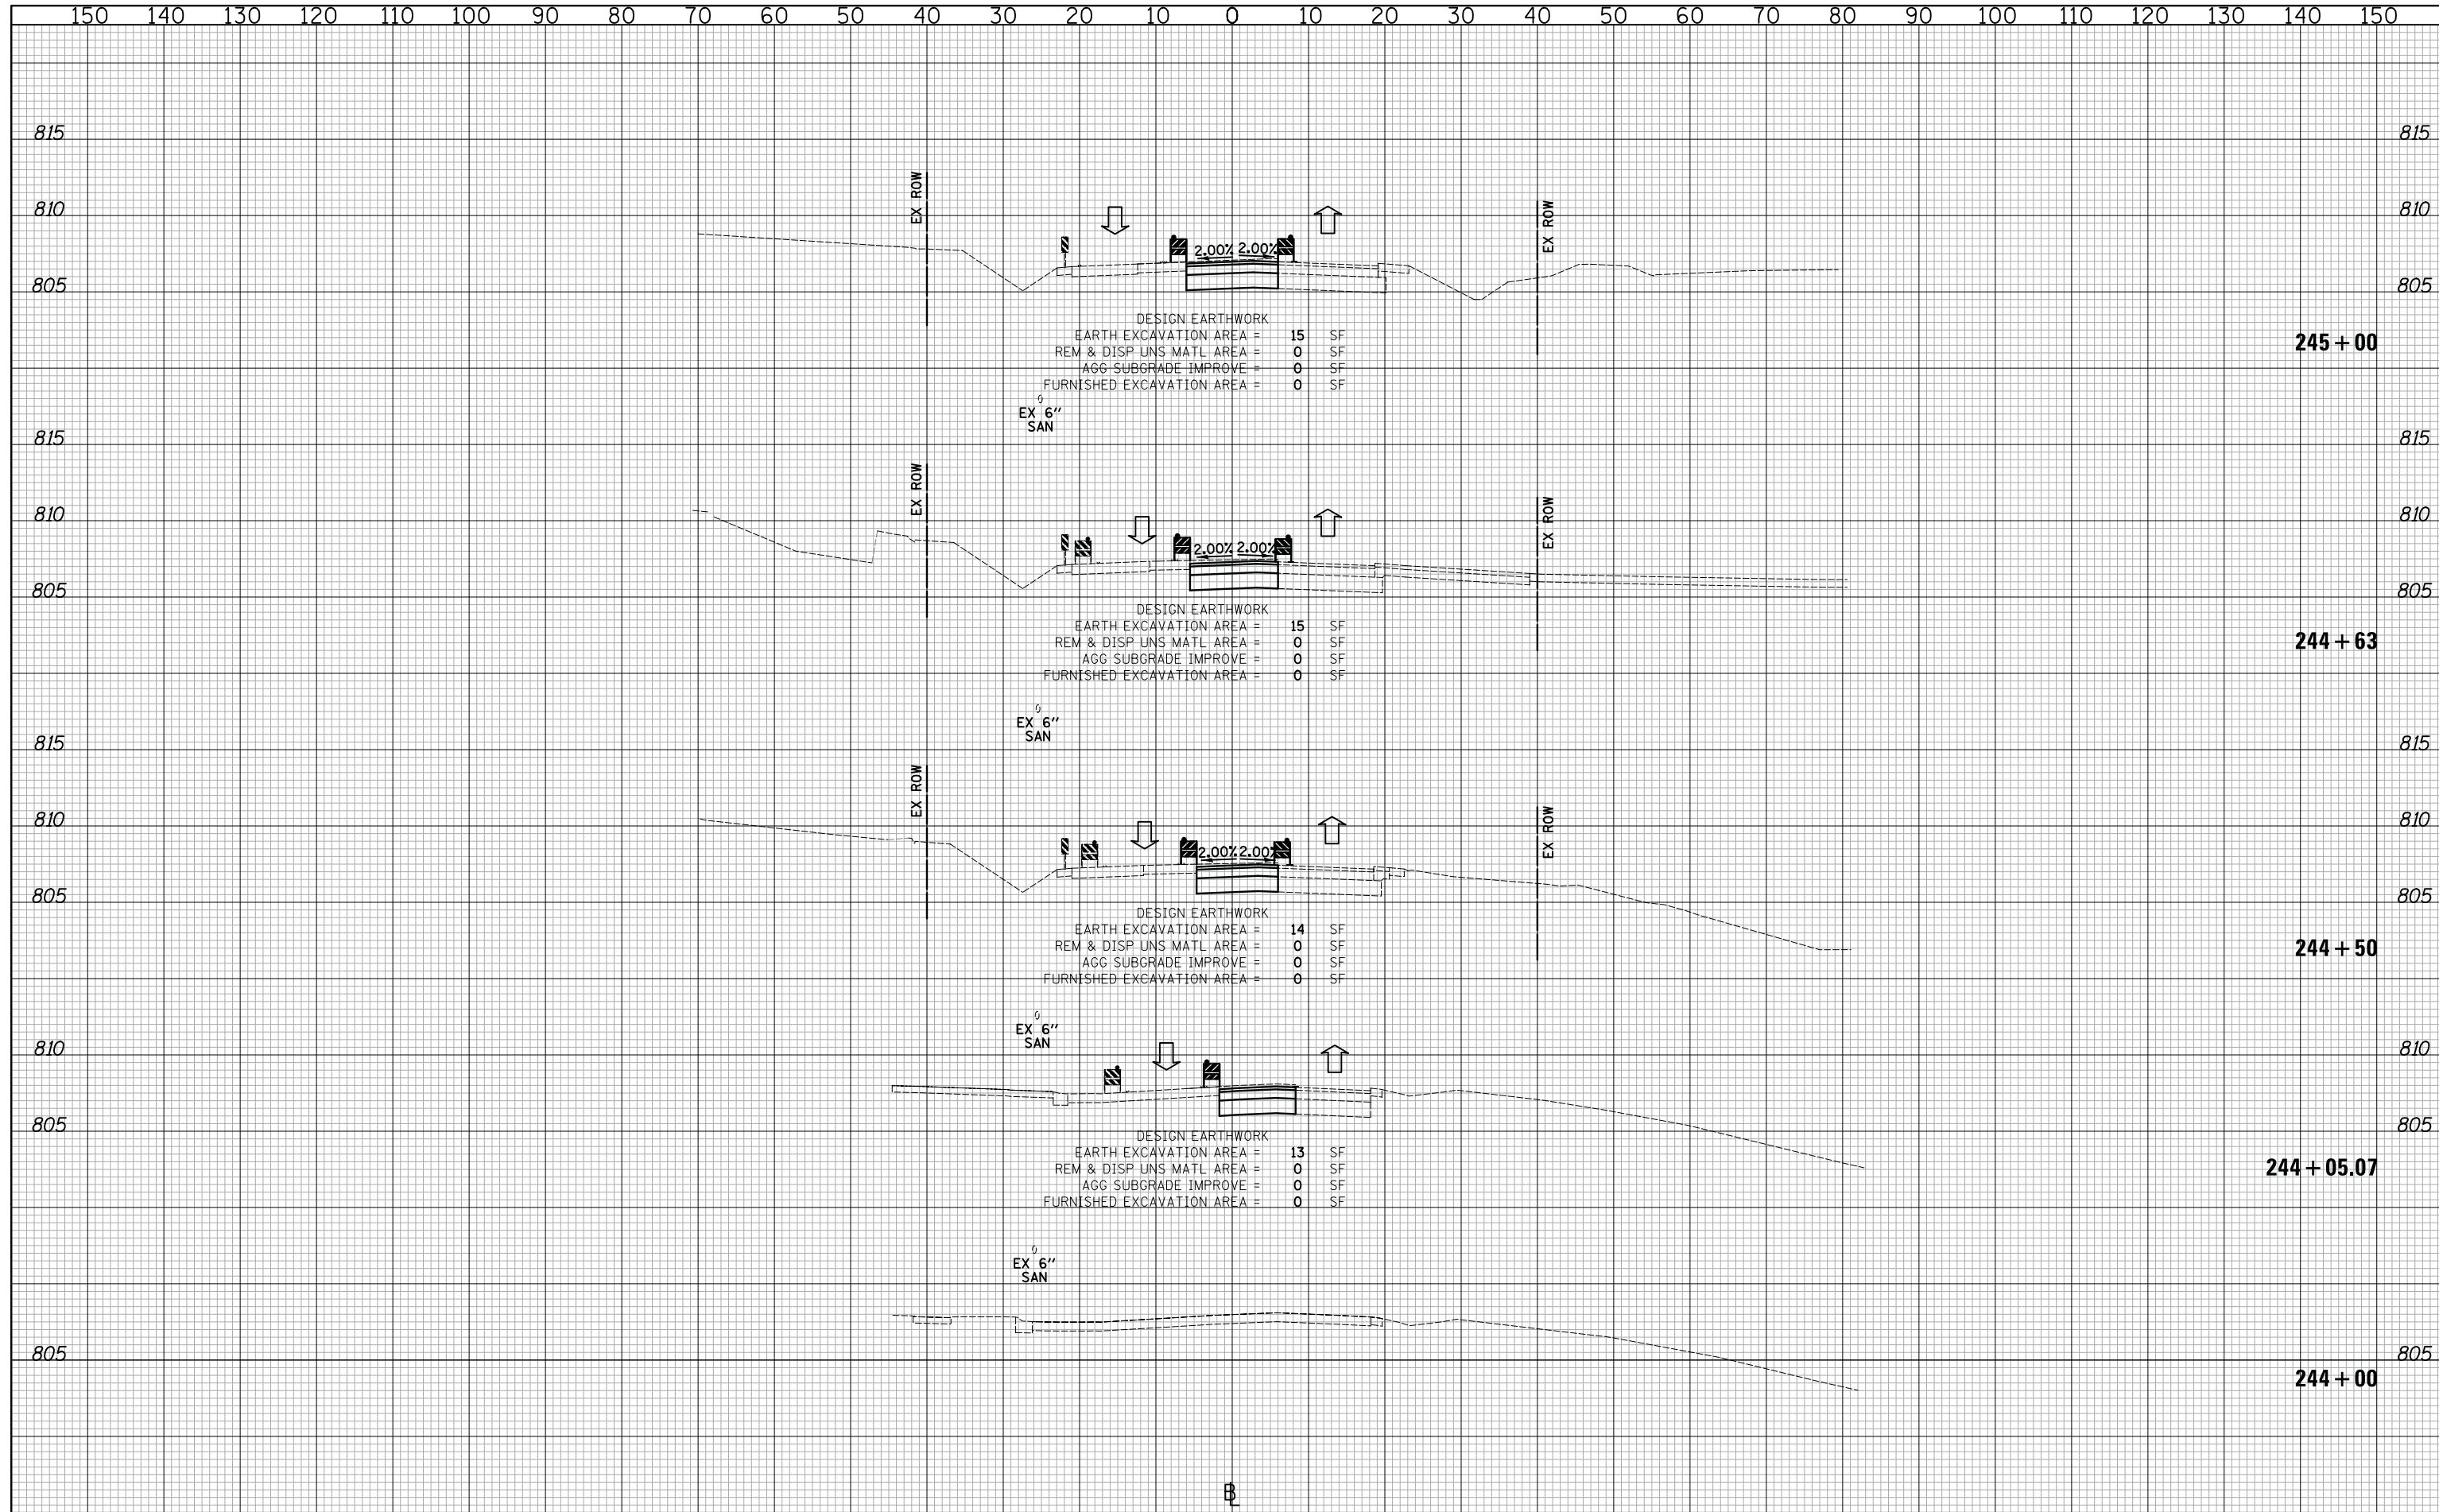 150 140 130 120 110 100 90 80 70 60 50 40 30 20 10 0 10 20 30 40 50 60 70 80 90 100 110 120 130 140 150
815 815
EX ROW EX ROW
810 810
2.00% 2.00%
805 805
DESIGN EARTHWORK
EARTH EXCAVATION AREA = 15 SF
245+00
REM & DISP UNS MATL AREA = 0 SF
AGG SUBGRADE IMPROVE = 0 SF
FURNISHED EXCAVATION AREA = 0 SF
EX 6"
SAN
815 815
EX ROW EX ROW
810 810
2.00% 2.00%
805 805
DESIGN EARTHWORK
EARTH EXCAVATION AREA = 15 SF
244+63
REM & DISP UNS MATL AREA = 0 SF
AGG SUBGRADE IMPROVE = 0 SF
FURNISHED EXCAVATION AREA = 0 SF
EX 6"
SAN
815 815
EX ROW EX ROW
810 810
2.00% 2.00%
805 805
DESIGN EARTHWORK
EARTH EXCAVATION AREA = 14 SF
REM & DISP UNS MATL AREA = 0 SF
244+50
AGG SUBGRADE IMPROVE = 0 SF
FURNISHED EXCAVATION AREA = 0 SF
EX 6"
SAN
810 810
805 805
DESIGN EARTHWORK
EARTH EXCAVATION AREA = 13 SF
REM & DISP UNS MATL AREA = 0 SF
244+05.07
AGG SUBGRADE IMPROVE = 0 SF
FURNISHED EXCAVATION AREA = 0 SF
EX 6"
SAN
805 805
244+00
BL